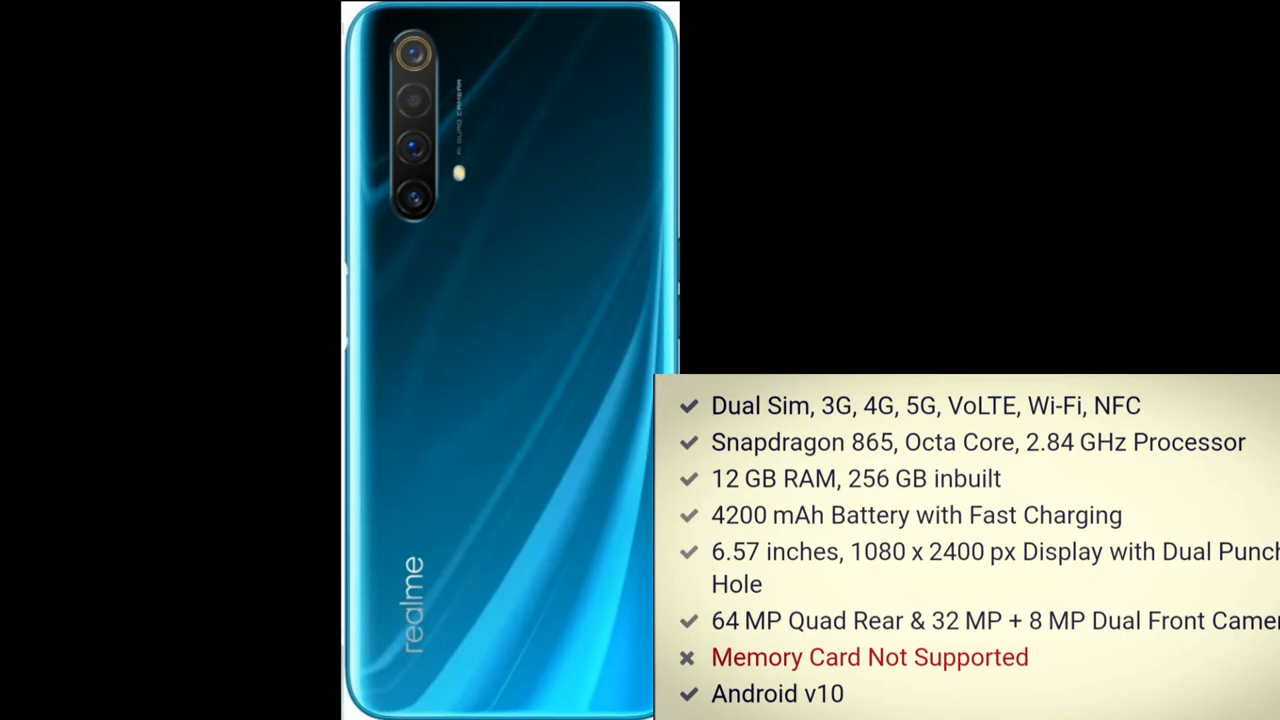 AI QUAD CAMERA
realme
Dual Sim, 3G, 4G, 5G, VoLTE, Wi-Fi, NFC
Snapdragon 865, Octa Core, 2.84 GHz Processor
12 GB RAM, 256 GB inbuilt
4200 mAh Battery with Fast Charging
6.57 inches, 1080 x 2400 px Display with Dual Punch
Hole
64 MP Quad Rear & 32 MP + 8 MP Dual Front Camer
Memory Card Not Supported
Android v10